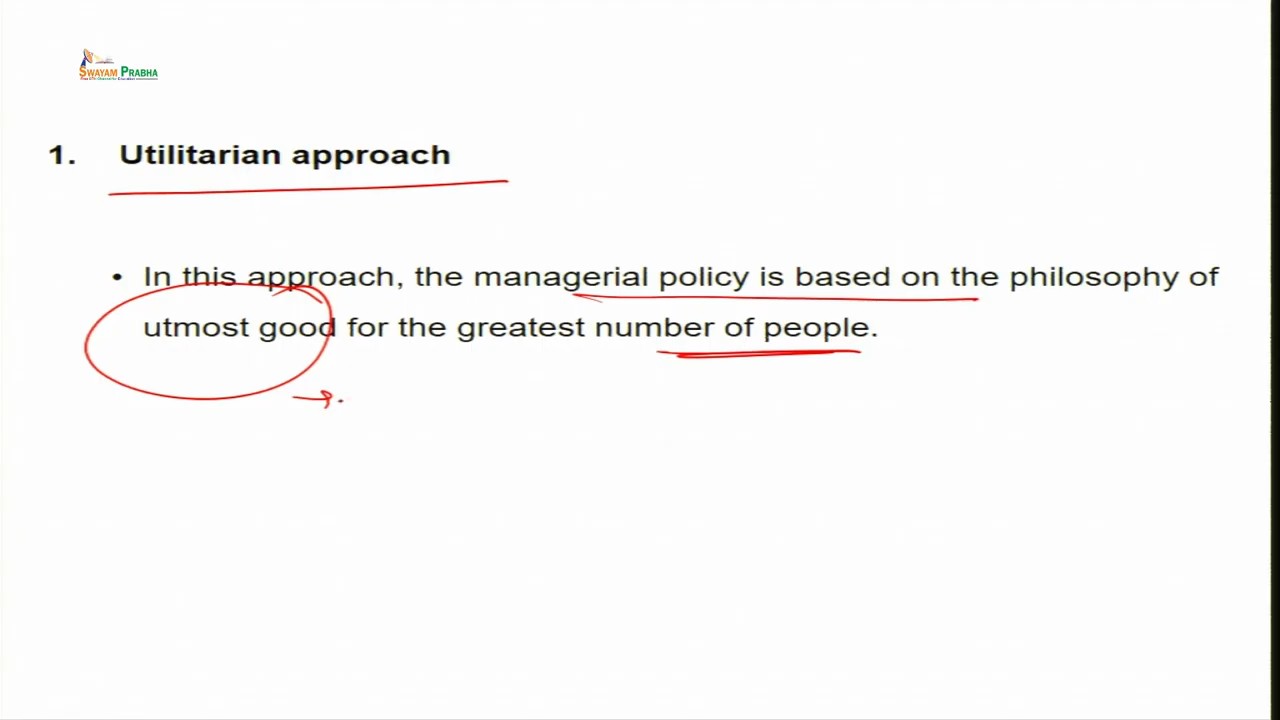 SWAYAM PRABHA
1. Utilitarian approach
• In this approach, the managerial policy is based on the philosophy of
utmost good for the greatest number of people.